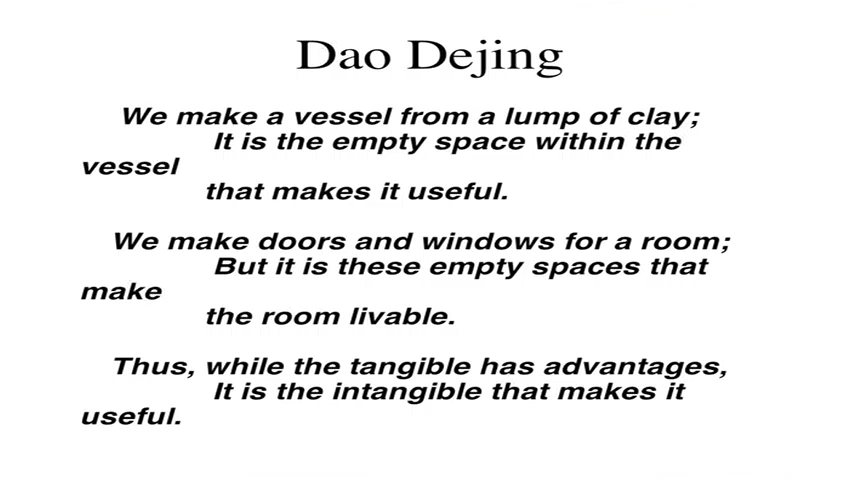 Dao Dejing
We make a vessel from a lump of clay;
It is the empty space within the
vessel
that makes it useful.
We make doors and windows for a room;
But it is these empty spaces that
make
the room livable.
Thus, while the tangible has advantages,
It is the intangible that makes it
useful.